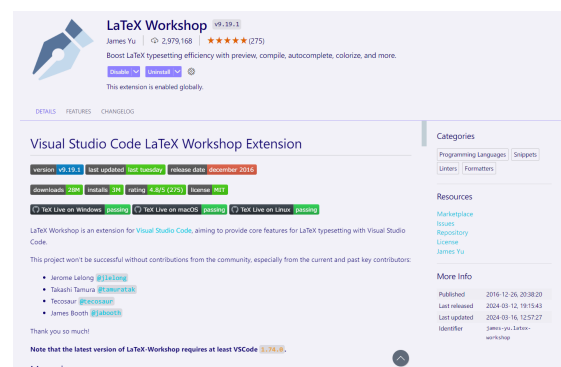 LaTeX Workshop v9.19.1
James Yu 2,979,168 ★★★★★ (275)
Boost LaTeX typesetting efficiency with preview, compile, autocomplete, colorize, and more.
Disable Uninstall
This extension is enabled globally.
DETAILS FEATURES CHANGELOG
Visual Studio Code LaTeX Workshop Extension
version v9.19.1 last updated last tuesday release date december 2016
downloads 28M installs 3M rating 4.8/5 (275) license MIT
TeX Live on Windows passing TeX Live on macOS passing TeX Live on Linux passing
LaTeX Workshop is an extension for Visual Studio Code, aiming to provide core features for LaTeX typesetting with Visual Studio
Code.
This project won't be successful without contributions from the community, especially from the current and past key contributors:
• Jerome Lelong @jlelong
• Takashi Tamura @tamuratak
• Tecosaur @tecosaur
• James Booth @jabooth
Thank you so much!
Note that the latest version of LaTeX-Workshop requires at least VSCode 1.74.0.
Categories
Programming Languages Snippets
Linters Formatters
Resources
Marketplace
Issues
Repository
License
James Yu
More Info
Published 2016-12-26, 20:38:20
Last released 2024-03-12, 19:15:43
Last updated 2024-03-16, 12:57:27
Identifier james-yu.latex-
workshop